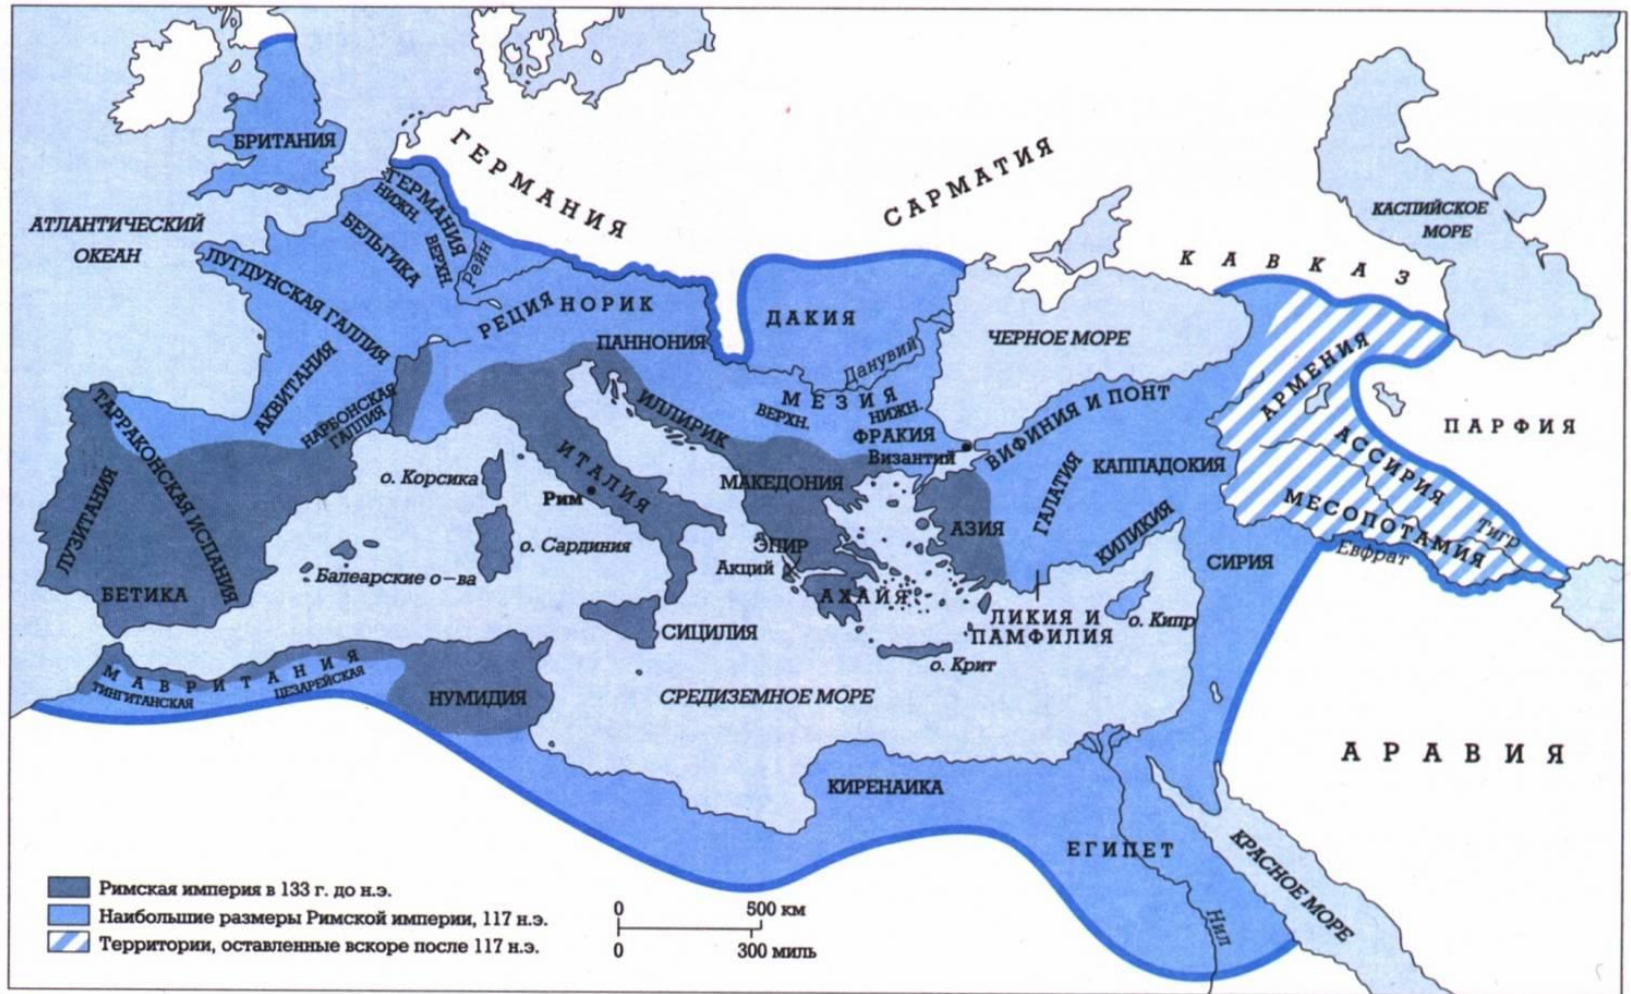 БРИТАНИЯ
АТЛАНТИЧЕСКИЙ
ОКЕАН
ГЕРМАНИЯ
САРМАТИЯ
КАСПИЙСКОЕ
МОРЕ
КАВКАЗ
ГЕРМАНИЯ
НИЖН.
ВЕРХН.
Рейн
БЕЛЬГИКА
ЛУГДУНСКАЯ ГАЛЛИЯ
РЕЦИЯ
НОРИК
ПАННОНИЯ
ДАКИЯ
Данувий
ЧЕРНОЕ МОРЕ
АРМЕНИЯ
ПАРФИЯ
АКВИТАНИЯ
НАРБОНСКАЯ
ГАЛЛИЯ
ИЛЛИРИК
МЕЗИЯ
ВЕРХН.
НИЖН.
ФРАКИЯ
Византий
ВИФИНИЯ И ПОНТ
АССИРИЯ
ТАРРАКОНСКАЯ ИСПАНИЯ
ЛУЗИТАНИЯ
БЕТИКА
о. Корсика
ИТАЛИЯ
Рим
МАКЕДОНИЯ
ГАЛАТИЯ
КАППАДОКИЯ
МЕСОПОТАМИЯ
Тигр
Евфрат
о. Сардиния
Балеарские о-ва
ЭПИР
Акций
АЗИЯ
КИЛИКИЯ
СИРИЯ
АХАЙЯ
ЛИКИЯ И
ПАМФИЛИЯ
о. Кипр
СИЦИЛИЯ
о. Крит
МАВРИТАНИЯ
ТИНГИТАНСКАЯ
ЦЕЗАРЕЙСКАЯ
НУМИДИЯ
СРЕДИЗЕМНОЕ МОРЕ
АРАВИЯ
КИРЕНАИКА
ЕГИПЕТ
КРАСНОЕ МОРЕ
Нил
Римская империя в 133 г. до н.э.
Наибольшие размеры Римской империи, 117 н.э.
Территории, оставленные вскоре после 117 н.э.
0 500 км
0 300 миль